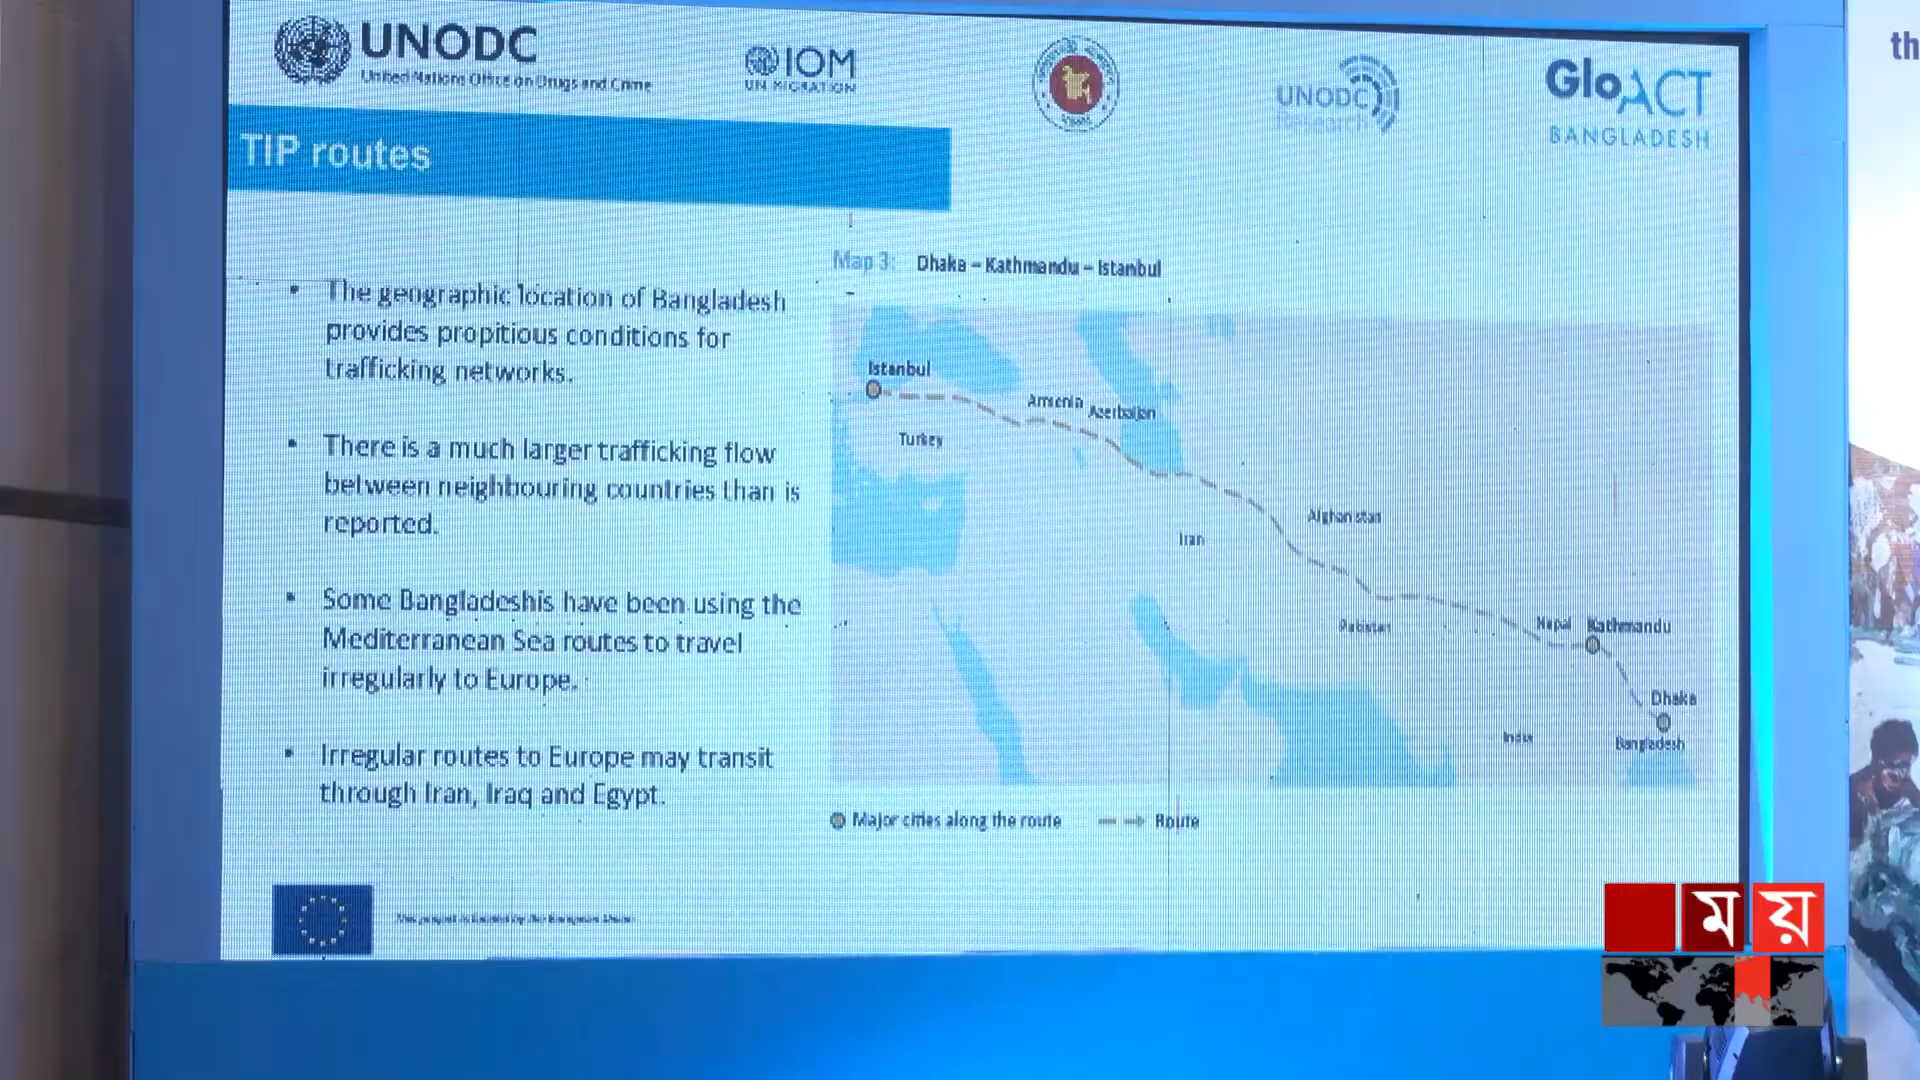 UNODC
United Nations Office on Drugs and Crime
IOM
UN MIGRATION
UNODC
Research
GloACT
BANGLADESH
th
TIP routes
• The geographic location of Bangladesh
provides propitious conditions for
trafficking networks.
• There is a much larger trafficking flow
between neighbouring countries than is
reported.
• Some Bangladeshis have been using the
Mediterranean Sea routes to travel
irregularly to Europe.
• Irregular routes to Europe may transit
through Iran, Iraq and Egypt.
Map 3: Dhaka – Kathmandu – Istanbul
Istanbul
Armenia
Azerbaijan
Turkey
Afghanistan
Iran
Pakistan
Nepal
Kathmandu
Dhaka
India
Bangladesh
Major cities along the route
Route
ময়